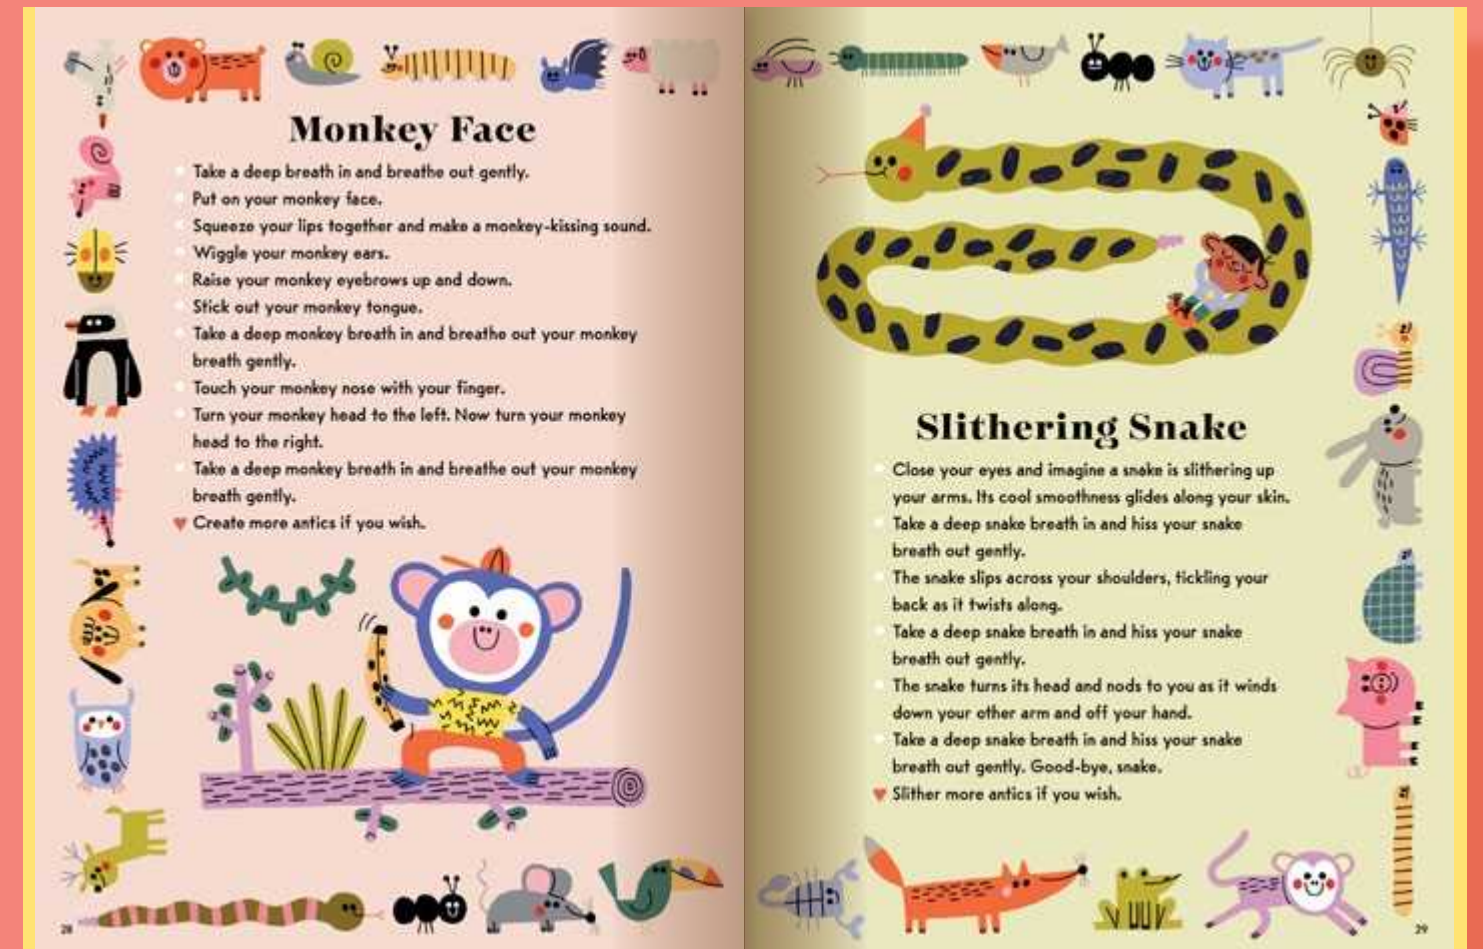 Monkey Face
Take a deep breath in and breathe out gently.
Put on your monkey face.
Squeeze your lips together and make a monkey-kissing sound.
Wiggle your monkey ears.
Raise your monkey eyebrows up and down.
Stick out your monkey tongue.
Take a deep monkey breath in and breathe out your monkey
breath gently.
Touch your monkey nose with your finger.
Turn your monkey head to the left. Now turn your monkey
head to the right.
Take a deep monkey breath in and breathe out your monkey
breath gently.
♥ Create more antics if you wish.
28
Slithering Snake
Close your eyes and imagine a snake is slithering up
your arms. Its cool smoothness glides along your skin.
Take a deep snake breath in and hiss your snake
breath out gently.
The snake slips across your shoulders, tickling your
back as it twists along.
Take a deep snake breath in and hiss your snake
breath out gently.
The snake turns its head and nods to you as it winds
down your other arm and off your hand.
Take a deep snake breath in and hiss your snake
breath out gently. Good-bye, snake.
♥ Slither more antics if you wish.
29